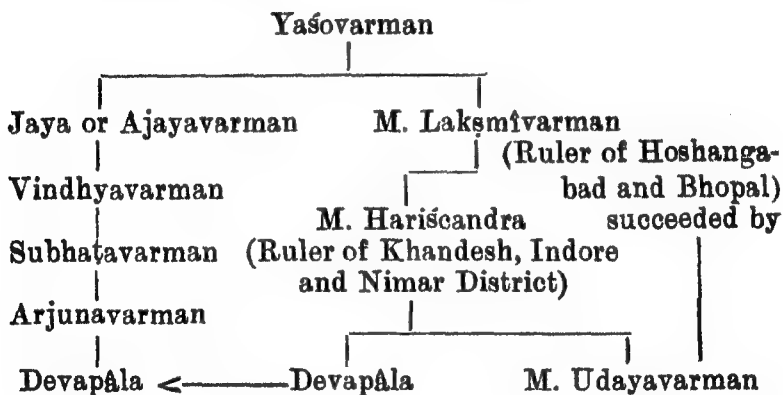 Yaśovarman
Jaya or Ajayavarman M. Lakṣmîvarman
(Ruler of Hoshanga-
Vindhyavarman bad and Bhopal)
M. Hariścandra succeeded by
Subhaṭavarman (Ruler of Khandesh, Indore
and Nimar District)
Arjunavarman
Devapâla Devapâla M. Udayavarman